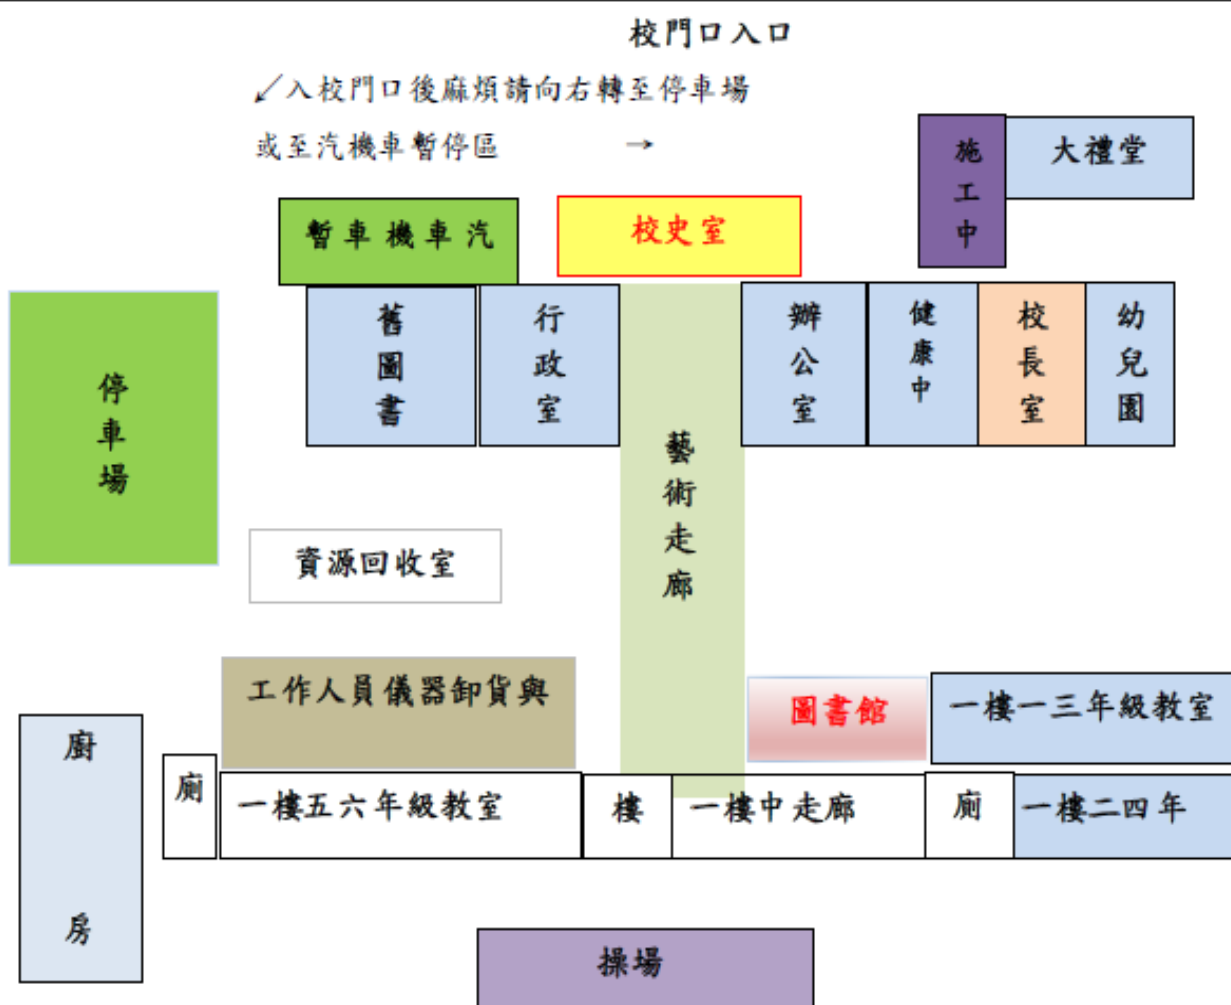 校門口入口
↙入校門口後麻煩請向右轉至停車場
或至汽機車暫停區 →
施工中
大禮堂
暫車機車汽
校史室
停車場
舊圖書
行政室
藝術走廊
辦公室
健康中
校長室
幼兒園
資源回收室
工作人員儀器卸貨與
圖書館
一樓一三年級教室
廚房
廁
一樓五六年級教室
樓
一樓中走廊
廁
一樓二四年
操場